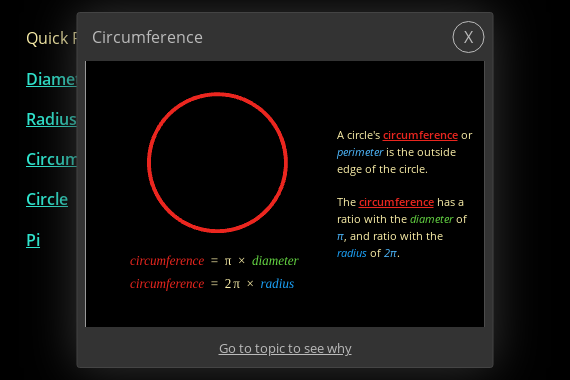 Circumference
X
Quick
Diame
Radius
Circum
Circle
Pi
A circle's circumference or
perimeter is the outside
edge of the circle.
The circumference has a
ratio with the diameter of
π, and ratio with the
radius of 2π.
circumference = π × diameter
circumference = 2π × radius
Go to topic to see why